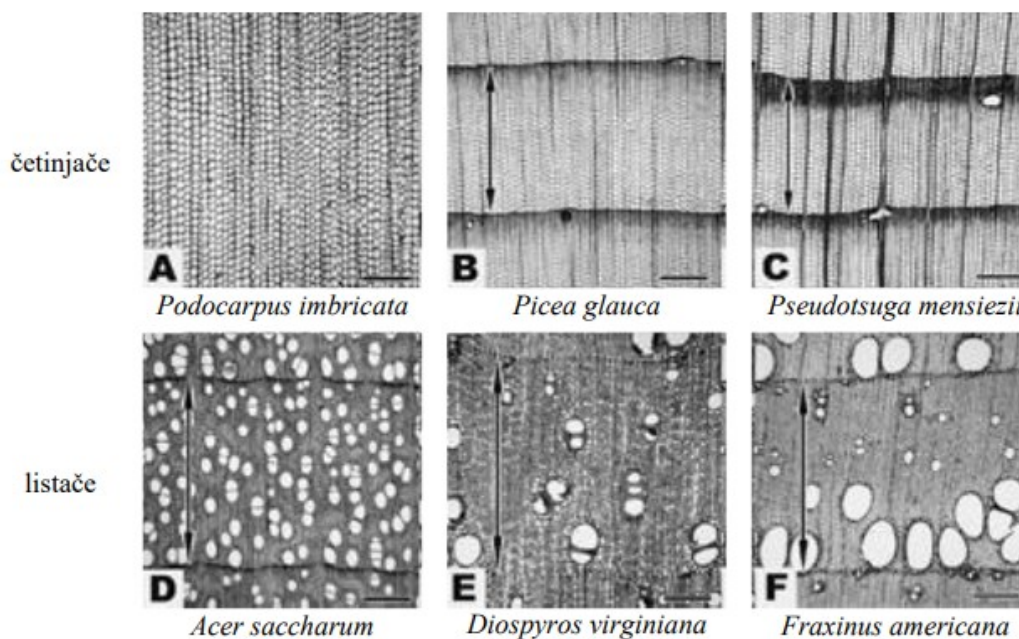 četinjače
A
B
C
Podocarpus imbricata
Picea glauca
Pseudotsuga mensiezii
listače
D
E
F
Acer saccharum
Diospyros virginiana
Fraxinus americana